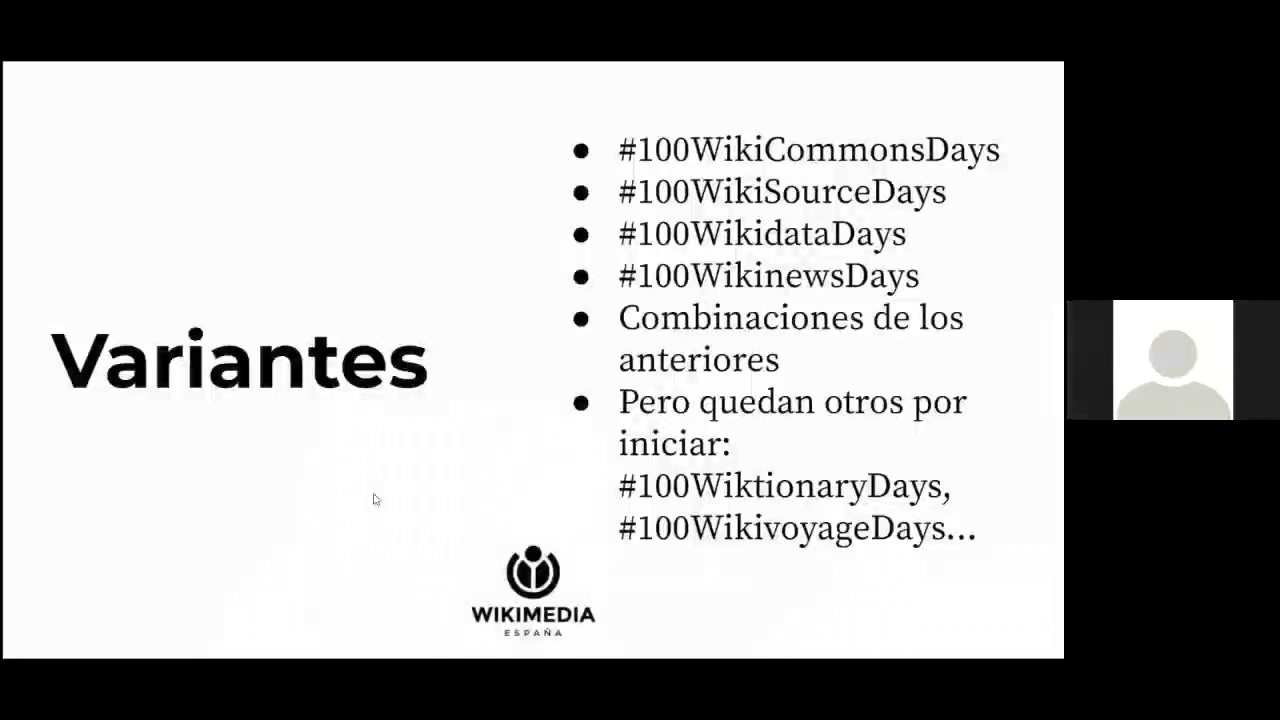 Variantes
● #100WikiCommonsDays
● #100WikiSourceDays
● #100WikidataDays
● #100WikinewsDays
● Combinaciones de los
anteriores
● Pero quedan otros por
iniciar:
#100WiktionaryDays,
#100WikivoyageDays...
WIKIMEDIA
ESPAÑA